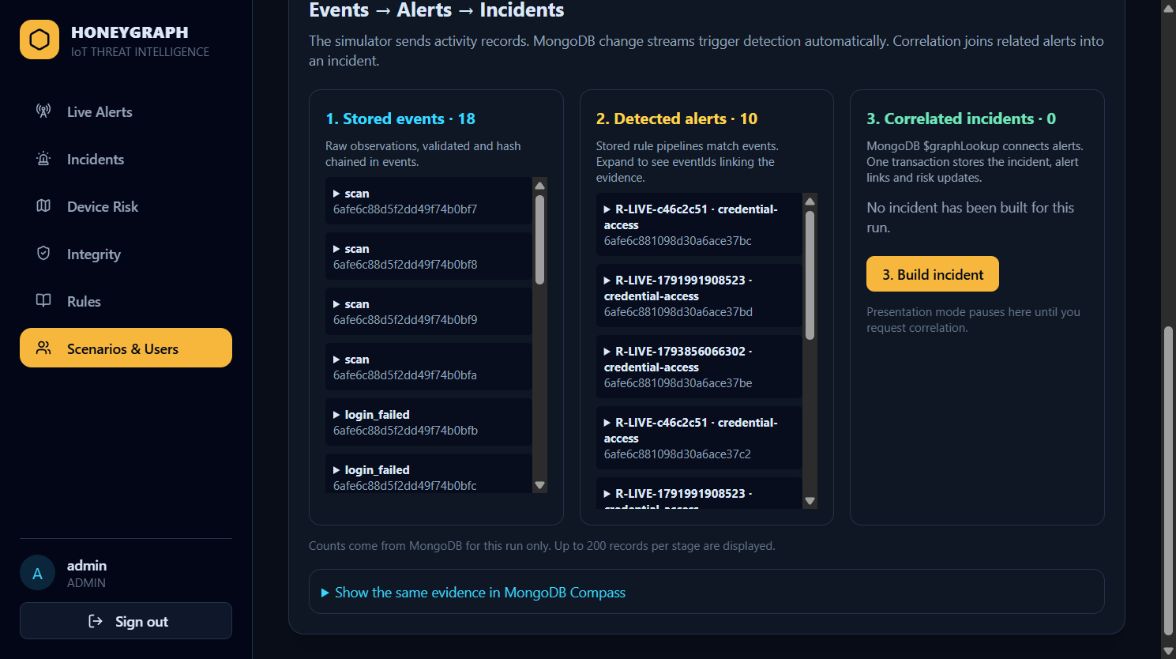 HONEYGRAPH
IoT THREAT INTELLIGENCE
Live Alerts
Incidents
Device Risk
Integrity
Rules
Scenarios & Users
A
admin
ADMIN
Sign out
Events → Alerts → Incidents
The simulator sends activity records. MongoDB change streams trigger detection automatically. Correlation joins related alerts into
an incident.
1. Stored events · 18
Raw observations, validated and hash
chained in events.
▶ scan
6afe6c88d5f2dd49f74b0bf7
▶ scan
6afe6c88d5f2dd49f74b0bf8
▶ scan
6afe6c88d5f2dd49f74b0bf9
▶ scan
6afe6c88d5f2dd49f74b0bfa
▶ login_failed
6afe6c88d5f2dd49f74b0bfb
▶ login_failed
6afe6c88d5f2dd49f74b0bfc
2. Detected alerts · 10
Stored rule pipelines match events.
Expand to see eventIds linking the
evidence.
▶ R-LIVE-c46c2c51 · credential-
access
6afe6c881098d30a6ace37bc
▶ R-LIVE-1791991908523 ·
credential-access
6afe6c881098d30a6ace37bd
▶ R-LIVE-1793856066302 ·
credential-access
6afe6c881098d30a6ace37be
▶ R-LIVE-c46c2c51 · credential-
access
6afe6c881098d30a6ace37c2
▶ R-LIVE-1791991908523 ·
credential-access
3. Correlated incidents · 0
MongoDB $graphLookup connects alerts.
One transaction stores the incident, alert
links and risk updates.
No incident has been built for this
run.
3. Build incident
Presentation mode pauses here until you
request correlation.
Counts come from MongoDB for this run only. Up to 200 records per stage are displayed.
▶ Show the same evidence in MongoDB Compass